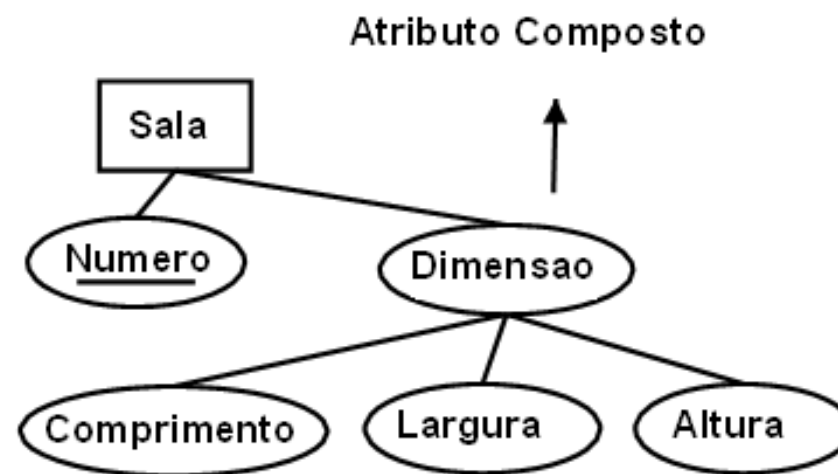 Atributo Composto
Sala
Numero
Dimensao
Comprimento
Largura
Altura